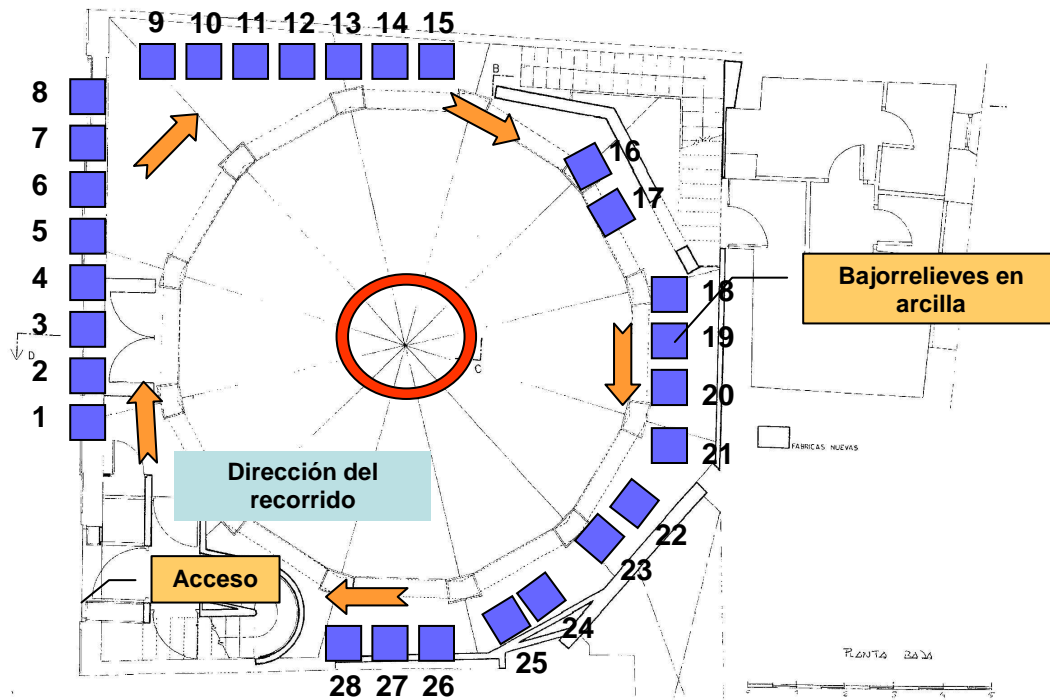 9 10 11 12 13 14 15
8
7
6
5
4
3
2
1
B
16
17
18
19
20
21
22
23
24
25
26
27
28
D
C
Bajorrelieves en
arcilla
FABRICAS NUEVAS
Dirección del
recorrido
Acceso
PLANTA BAJA